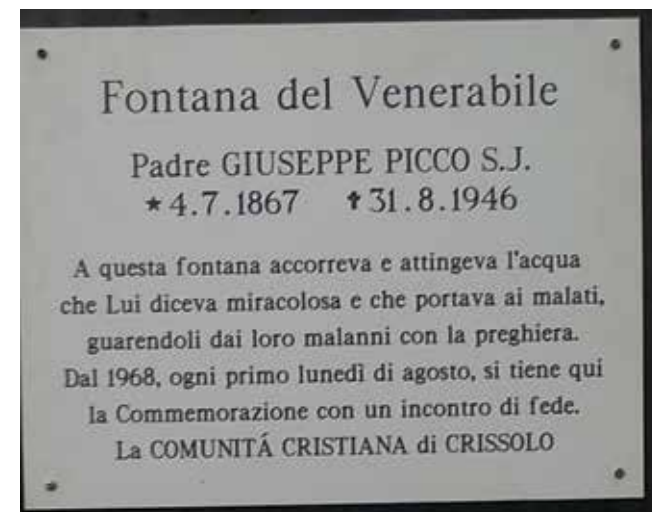 Fontana del Venerabile
Padre GIUSEPPE PICCO S.J.
★4.7.1867 ✝31.8.1946
A questa fontana accorreva e attingeva l'acqua
che Lui diceva miracolosa e che portava ai malati,
guarendoli dai loro malanni con la preghiera.
Dal 1968, ogni primo lunedì di agosto, si tiene qui
la Commemorazione con un incontro di fede.
La COMUNITÁ CRISTIANA di CRISSOLO